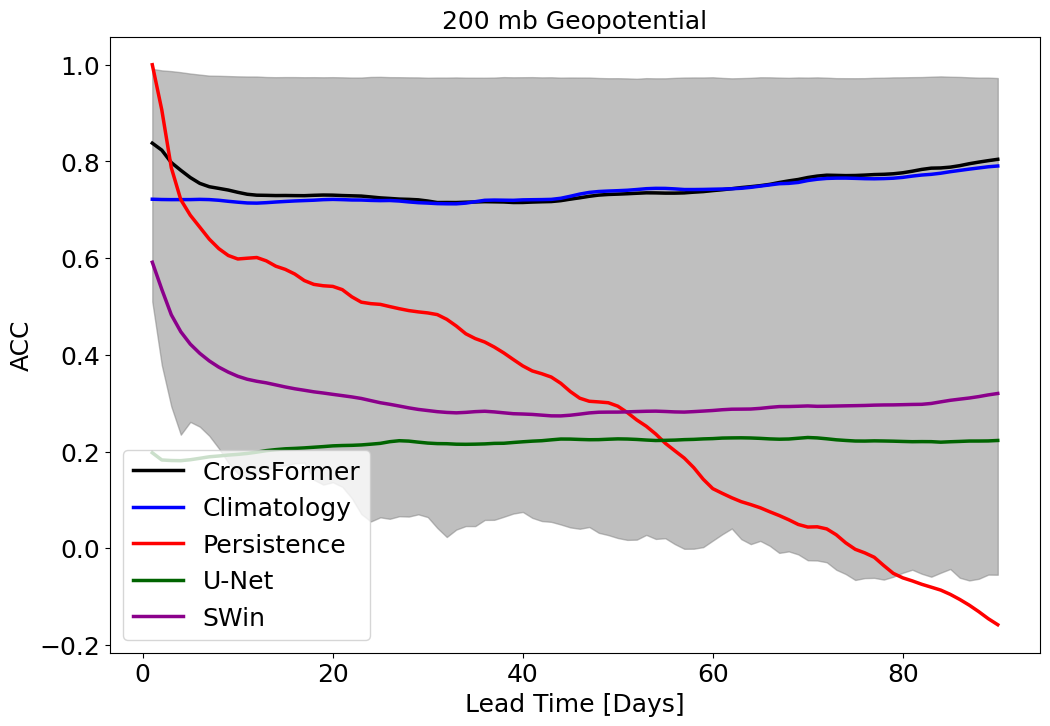 200 mb Geopotential
ACC
1.0
0.8
0.6
0.4
0.2
0.0
−0.2
CrossFormer
Climatology
Persistence
U-Net
SWin
0 20 40 60 80
Lead Time [Days]